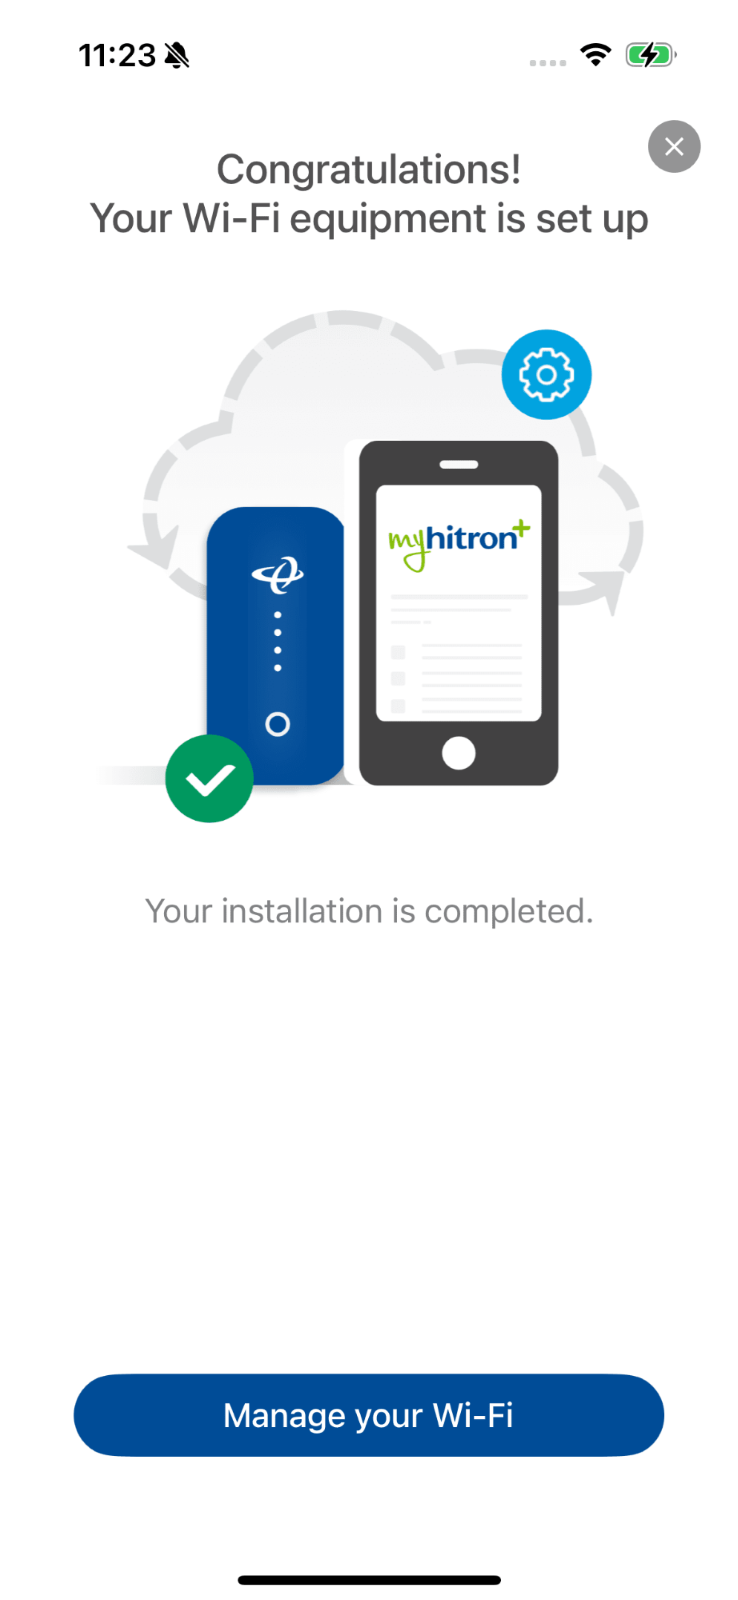 11:23
Congratulations!
Your Wi-Fi equipment is set up
myhitron+
Your installation is completed.
Manage your Wi-Fi